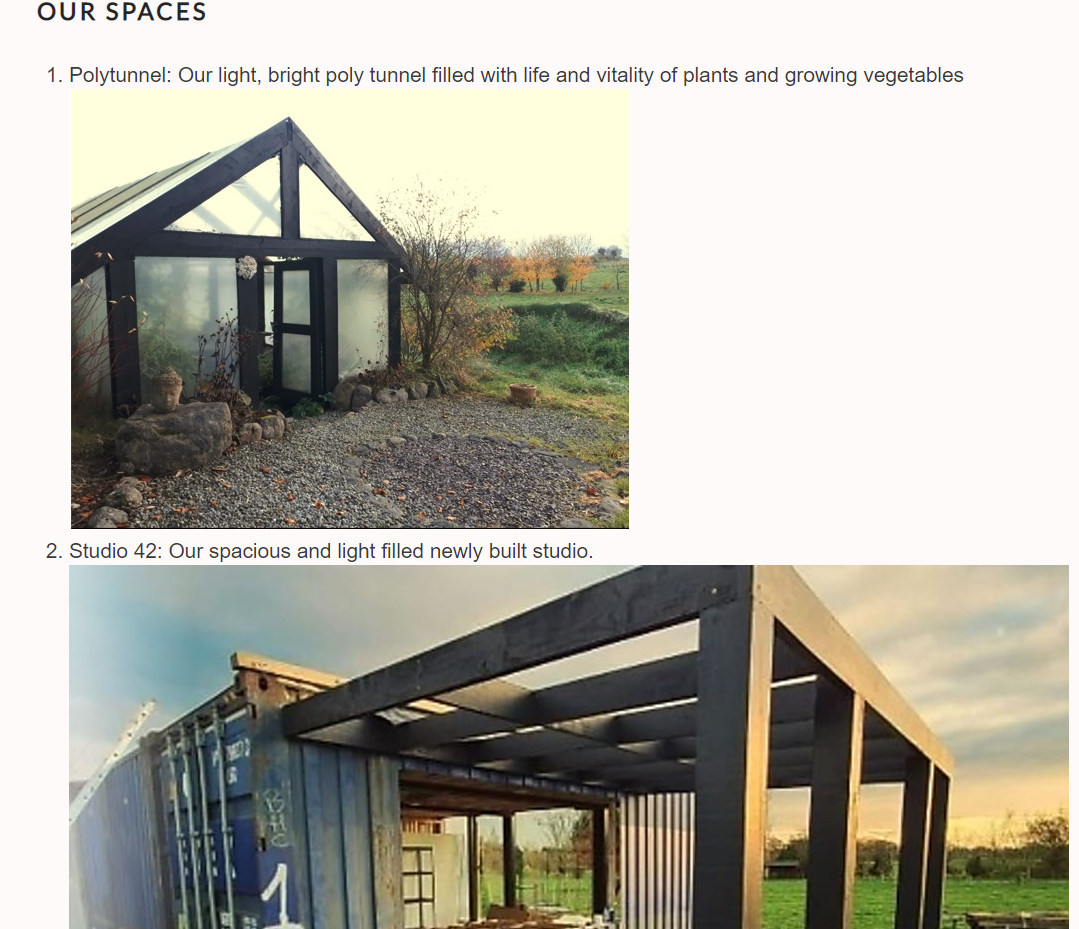 OUR SPACES
1. Polytunnel: Our light, bright poly tunnel filled with life and vitality of plants and growing vegetables
2. Studio 42: Our spacious and light filled newly built studio.